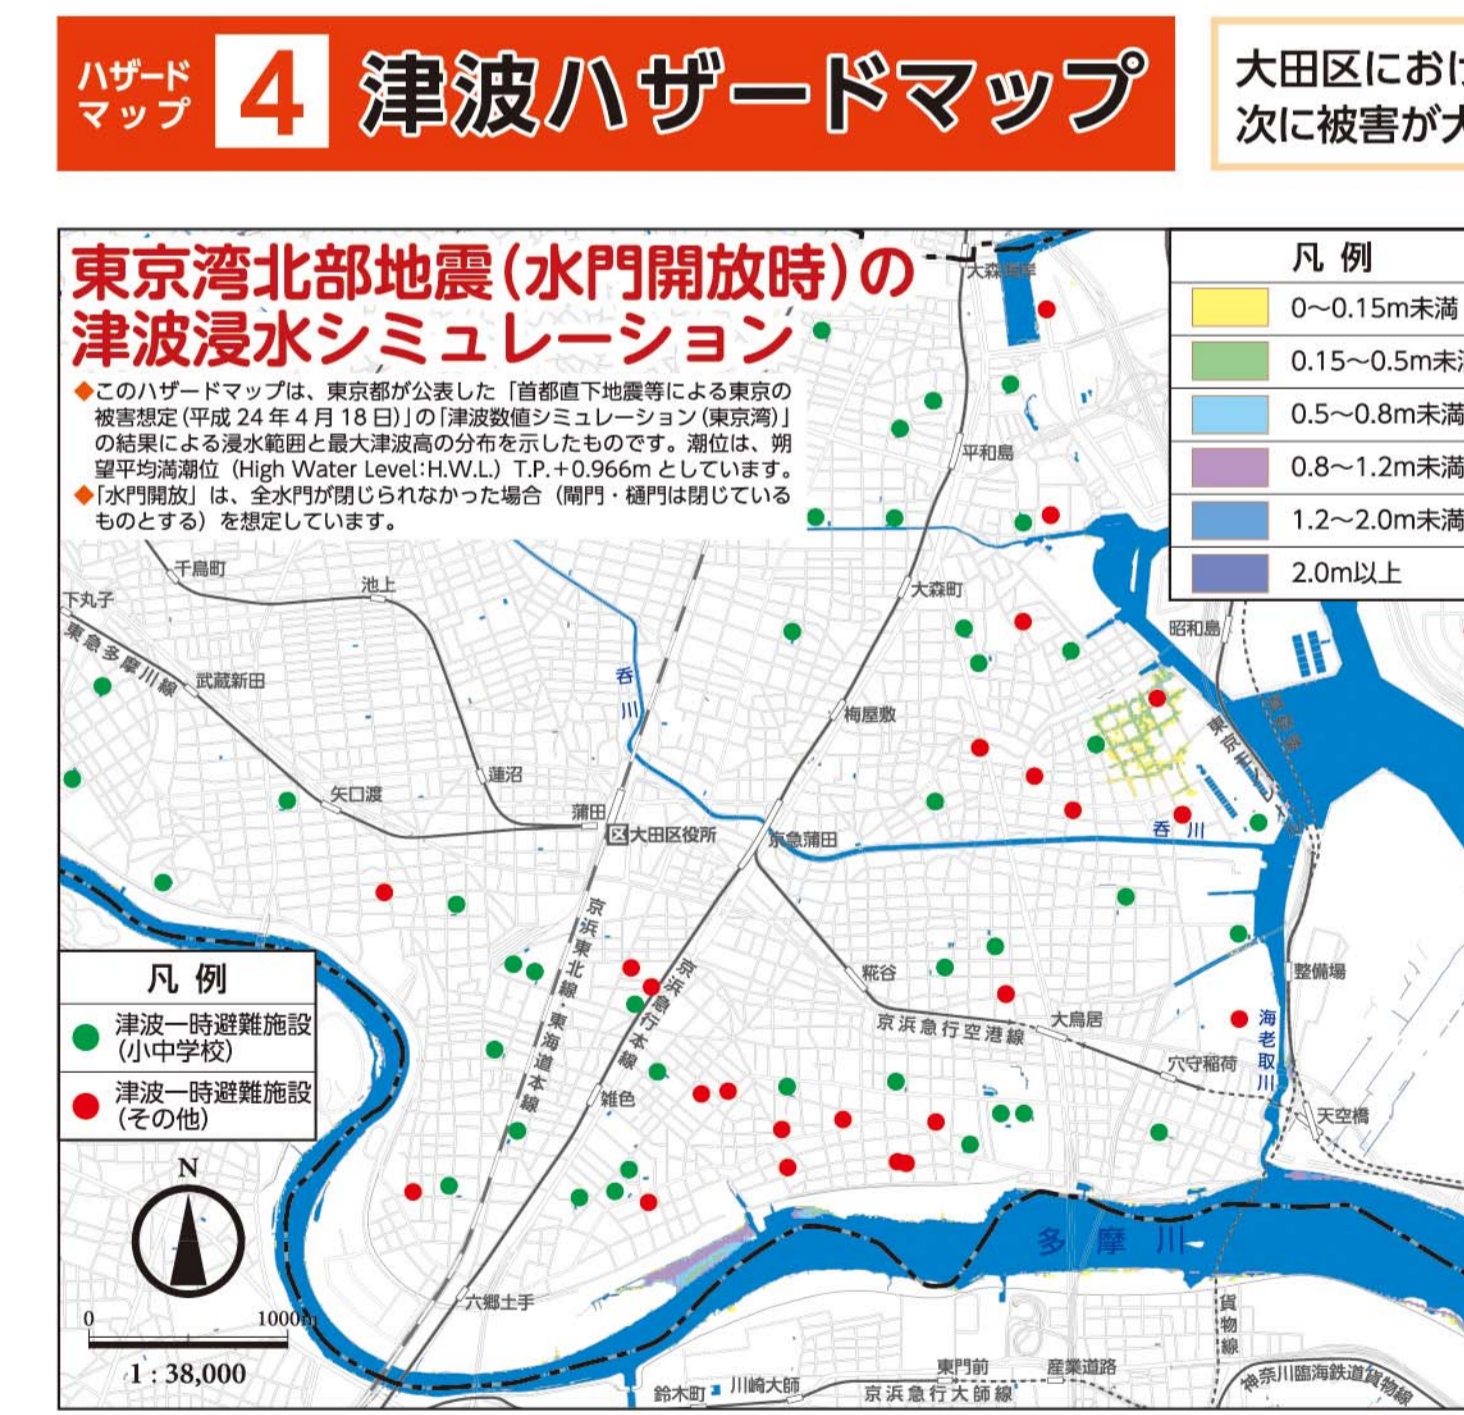 ハザード
マップ
4
津波ハザードマップ
大田区におけ
次に被害が大
東京湾北部地震(水門開放時)の
津波浸水シミュレーション
◆このハザードマップは、東京都が公表した「首都直下地震等による東京の
被害想定(平成24年4月18日)」の「津波数値シミュレーション(東京湾)」
の結果による浸水範囲と最大津波高の分布を示したものです。潮位は、朔
望平均満潮位(High Water Level:H.W.L.)T.P.+0.966mとしています。
◆「水門開放」は、全水門が閉じられなかった場合(閘門・樋門は閉じている
ものとする)を想定しています。
凡例
0〜0.15m未満
0.15〜0.5m未満
0.5〜0.8m未満
0.8〜1.2m未満
1.2〜2.0m未満
2.0m以上
大森海岸
平和島
大森町
昭和島
千鳥町
池上
下丸子
東急多摩川線
武蔵新田
呑川
梅屋敷
東京モノ
蓮沼
矢口渡
蒲田
区大田区役所
京急蒲田
呑川
京浜東北線・東海道本線
京浜急行本線
糀谷
整備場
京浜急行空港線
大鳥居
海老取川
穴守稲荷
天空橋
雑色
凡例
津波一時避難施設
(小中学校)
津波一時避難施設
(その他)
N
0
1000m
1:38,000
多摩川
六郷土手
貨物線
東門前
産業道路
鈴木町
川崎大師
京浜急行大師線
神奈川臨海鉄道貨物線